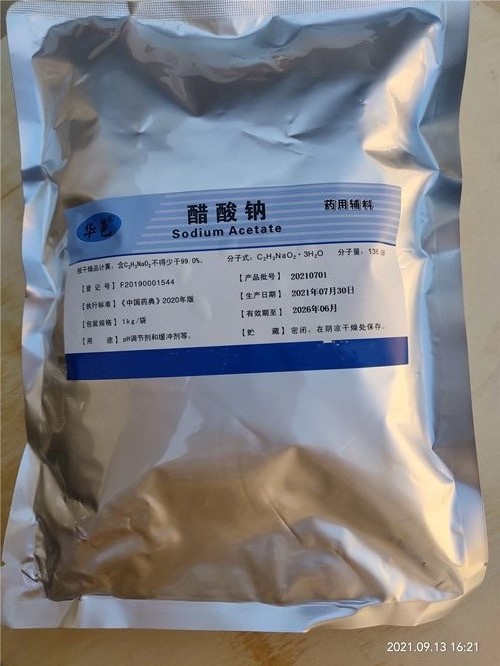 华邑
醋酸钠
药用辅料
Sodium Acetate
按干燥品计算，含C₂H₃NaO₂不得少于99.0%。
分子式：C₂H₃NaO₂·3H₂O 分子量：136.08
【登 记 号】 F20190001544
【产品批号】 20210701
【执行标准】《中国药典》2020年版
【生产日期】 2021年07月30日
【包装规格】 1kg/袋
【有效期至】 2026年06月
【用 途】 pH调节剂和缓冲剂等。
【贮 藏】 密闭，在阴凉干燥处保存。
2021.09.13 16:21